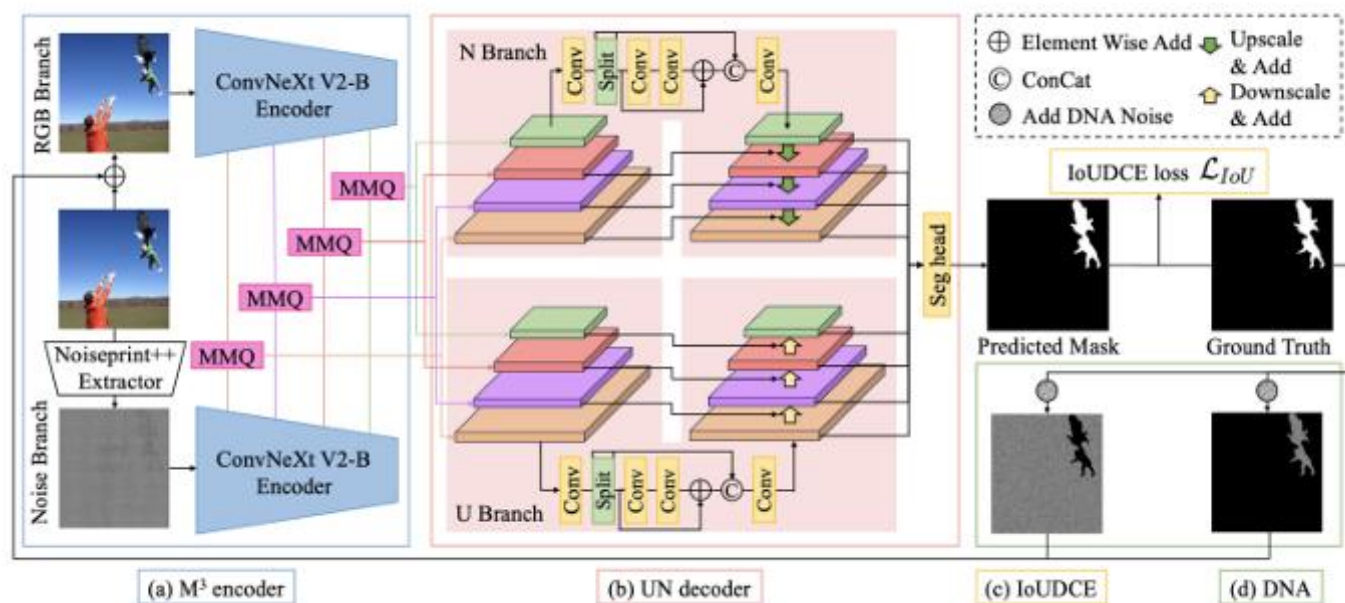 RGB Branch
ConvNeXt V2-B
Encoder
Noiseprint++
Extractor
Noise Branch
ConvNeXt V2-B
Encoder
MMQ
MMQ
MMQ
MMQ
N Branch
Conv
Split
Conv
Conv
©
Conv
U Branch
Conv
Split
Conv
Conv
©
Conv
Seg head
Element Wise Add
© ConCat
Add DNA Noise
Upscale
& Add
Downscale
& Add
IoUDCE loss ℒ_IoU
Predicted Mask
Ground Truth
(a) M³ encoder
(b) UN decoder
(c) IoUDCE
(d) DNA